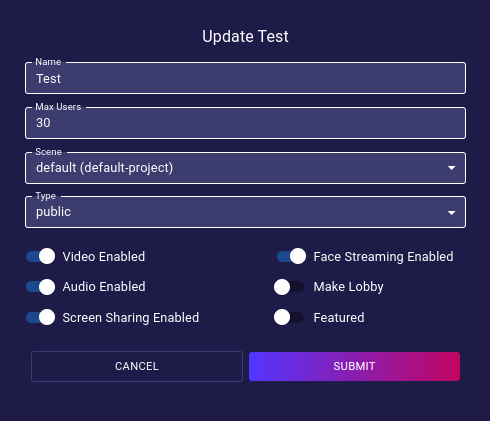 Update Test
Name
Test
Max Users
30
Scene
default (default-project)
Type
public
Video Enabled
Face Streaming Enabled
Audio Enabled
Make Lobby
Screen Sharing Enabled
Featured
CANCEL
SUBMIT